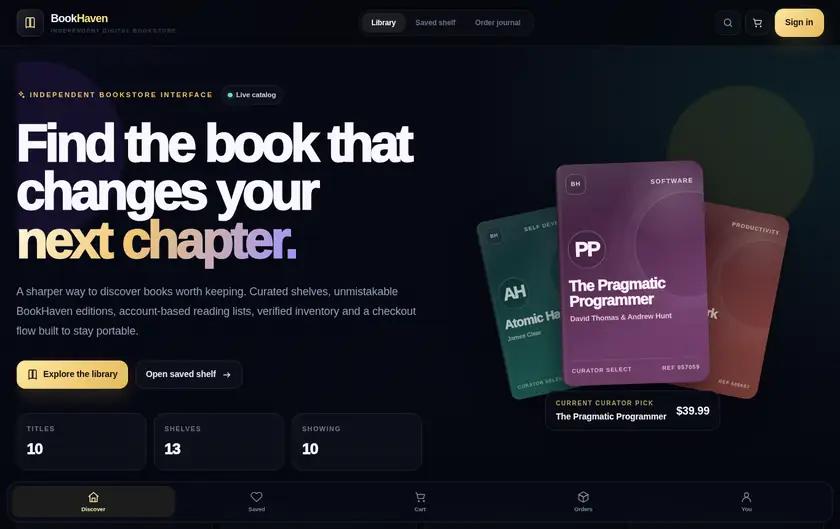 BookHaven
INDEPENDENT DIGITAL BOOKSTORE
Library
Saved shelf
Order journal
Sign in
INDEPENDENT BOOKSTORE INTERFACE
Live catalog
Find the book that
changes your
next chapter.
A sharper way to discover books worth keeping. Curated shelves, unmistakable
BookHaven editions, account-based reading lists, verified inventory and a checkout
flow built to stay portable.
Explore the library
Open saved shelf →
TITLES
10
SHELVES
13
SHOWING
10
BH
SELF DEV
AH
Atomic Ha
James Clear
CURATOR SELE
BH
SOFTWARE
PP
The Pragmatic
Programmer
David Thomas & Andrew Hunt
CURATOR SELECT
REF 957059
PRODUCTIVITY
rk
CURRENT CURATOR PICK
The Pragmatic Programmer
$39.99
Discover
Saved
Cart
Orders
You